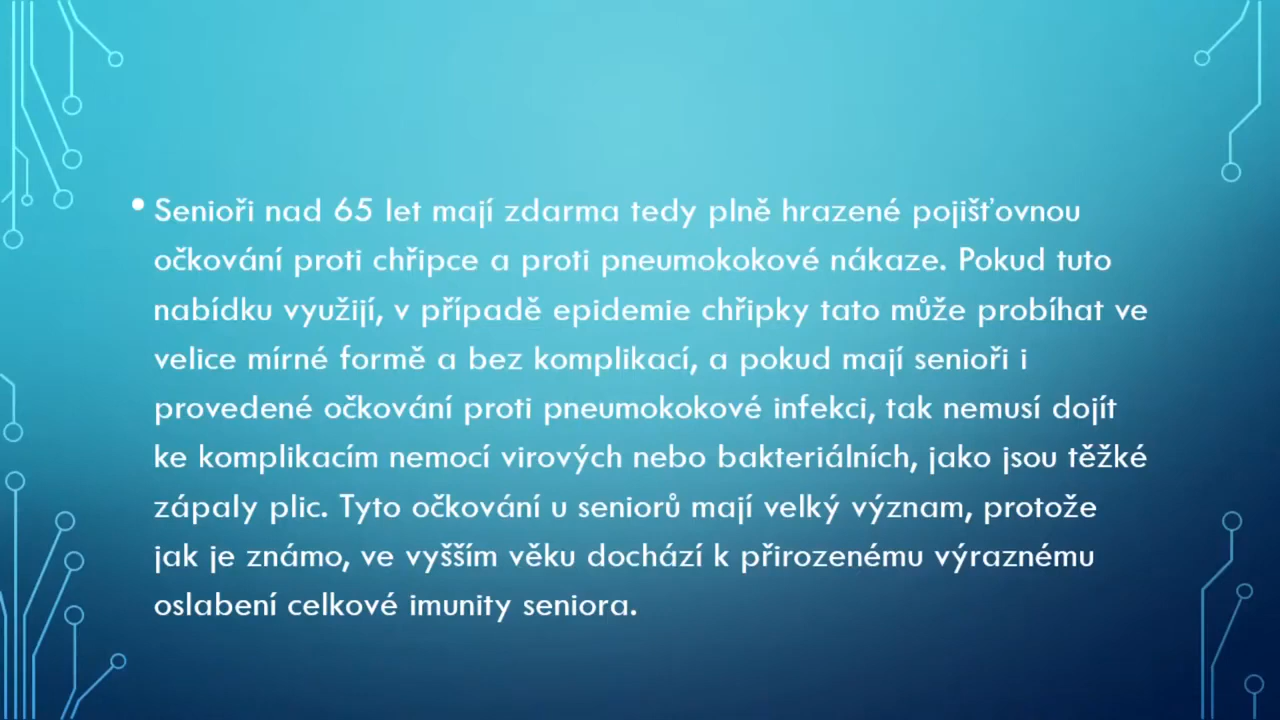 • Senioři nad 65 let mají zdarma tedy plně hrazené pojišťovnou
očkování proti chřipce a proti pneumokokové nákaze. Pokud tuto
nabídku využijí, v případě epidemie chřipky tato může probíhat ve
velice mírné formě a bez komplikací, a pokud mají senioři i
provedené očkování proti pneumokokové infekci, tak nemusí dojít
ke komplikacím nemocí virových nebo bakteriálních, jako jsou těžké
zápaly plic. Tyto očkování u seniorů mají velký význam, protože
jak je známo, ve vyšším věku dochází k přirozenému výraznému
oslabení celkové imunity seniora.